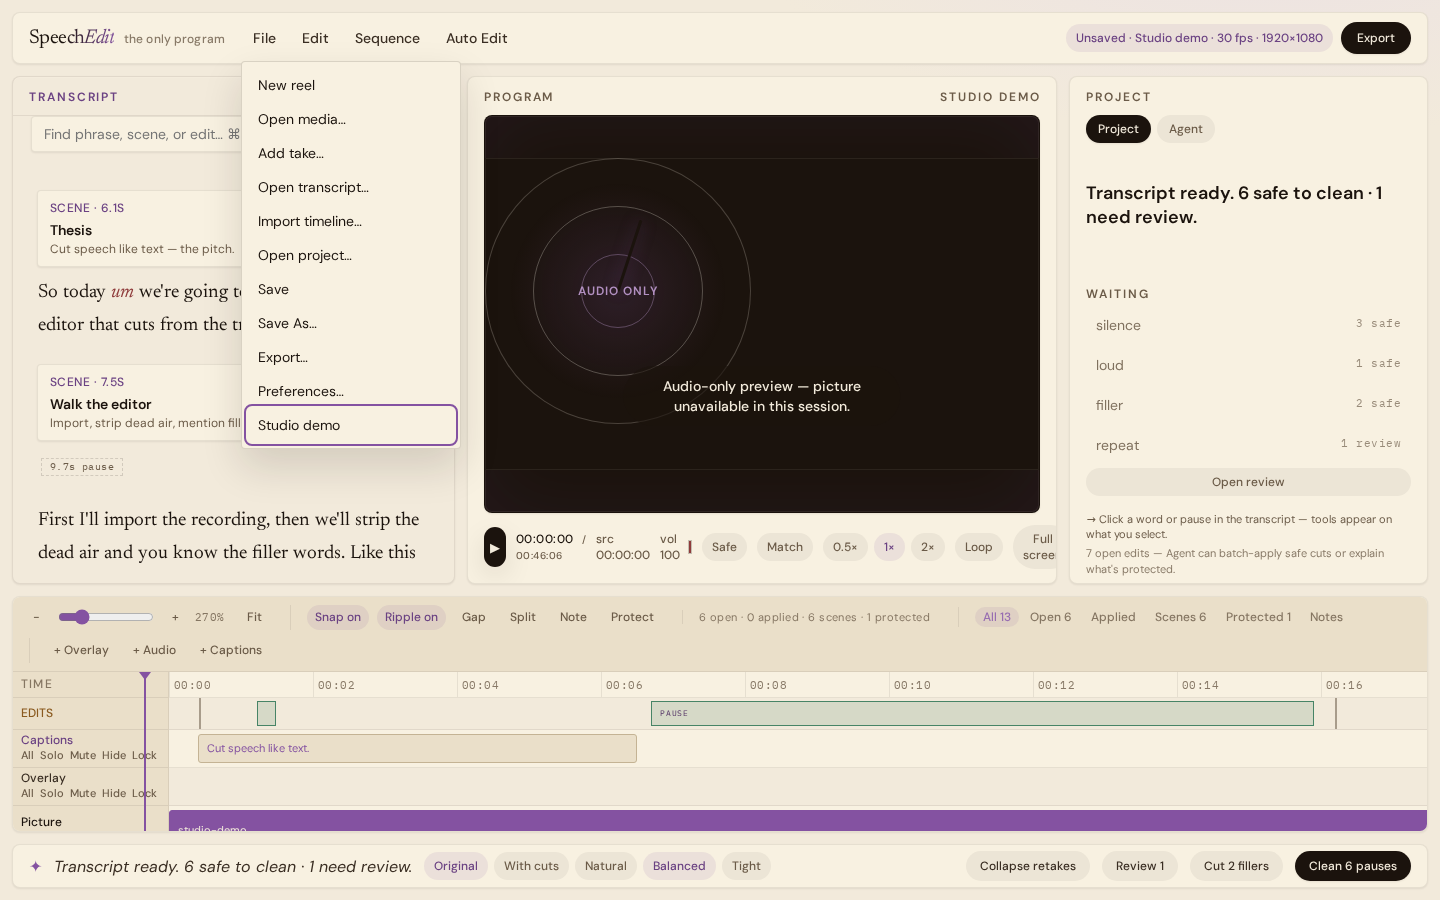 SpeechEdit the only program File Edit Sequence Auto Edit Unsaved · Studio demo · 30 fps · 1920×1080 Export
TRANSCRIPT
Find phrase, scene, or edit… ⌘
SCENE · 6.1S
Thesis
Cut speech like text — the pitch.
So today um we're going to
editor that cuts from the tr
SCENE · 7.5S
Walk the editor
Import, strip dead air, mention fill
9.7s pause
First I'll import the recording, then we'll strip the
dead air and you know the filler words. Like this
New reel
Open media…
Add take…
Open transcript…
Import timeline…
Open project…
Save
Save As…
Export…
Preferences…
Studio demo
PROGRAM STUDIO DEMO
AUDIO ONLY
Audio-only preview — picture
unavailable in this session.
▶ 00:00:00 / 00:46:06 src 00:00:00 vol 100 Safe Match 0.5× 1× 2× Loop Full screen
PROJECT
Project Agent
Transcript ready. 6 safe to clean · 1
need review.
WAITING
silence 3 safe
loud 1 safe
filler 2 safe
repeat 1 review
Open review
→ Click a word or pause in the transcript — tools appear on
what you select.
7 open edits — Agent can batch-apply safe cuts or explain
what's protected.
− + 270% Fit Snap on Ripple on Gap Split Note Protect 6 open · 0 applied · 6 scenes · 1 protected All 13 Open 6 Applied Scenes 6 Protected 1 Notes
+ Overlay + Audio + Captions
TIME 00:00 00:02 00:04 00:06 00:08 00:10 00:12 00:14 00:16
EDITS PAUSE
Captions
All Solo Mute Hide Lock
Cut speech like text.
Overlay
All Solo Mute Hide Lock
Picture
studio-demo
✦ Transcript ready. 6 safe to clean · 1 need review. Original With cuts Natural Balanced Tight Collapse retakes Review 1 Cut 2 fillers Clean 6 pauses